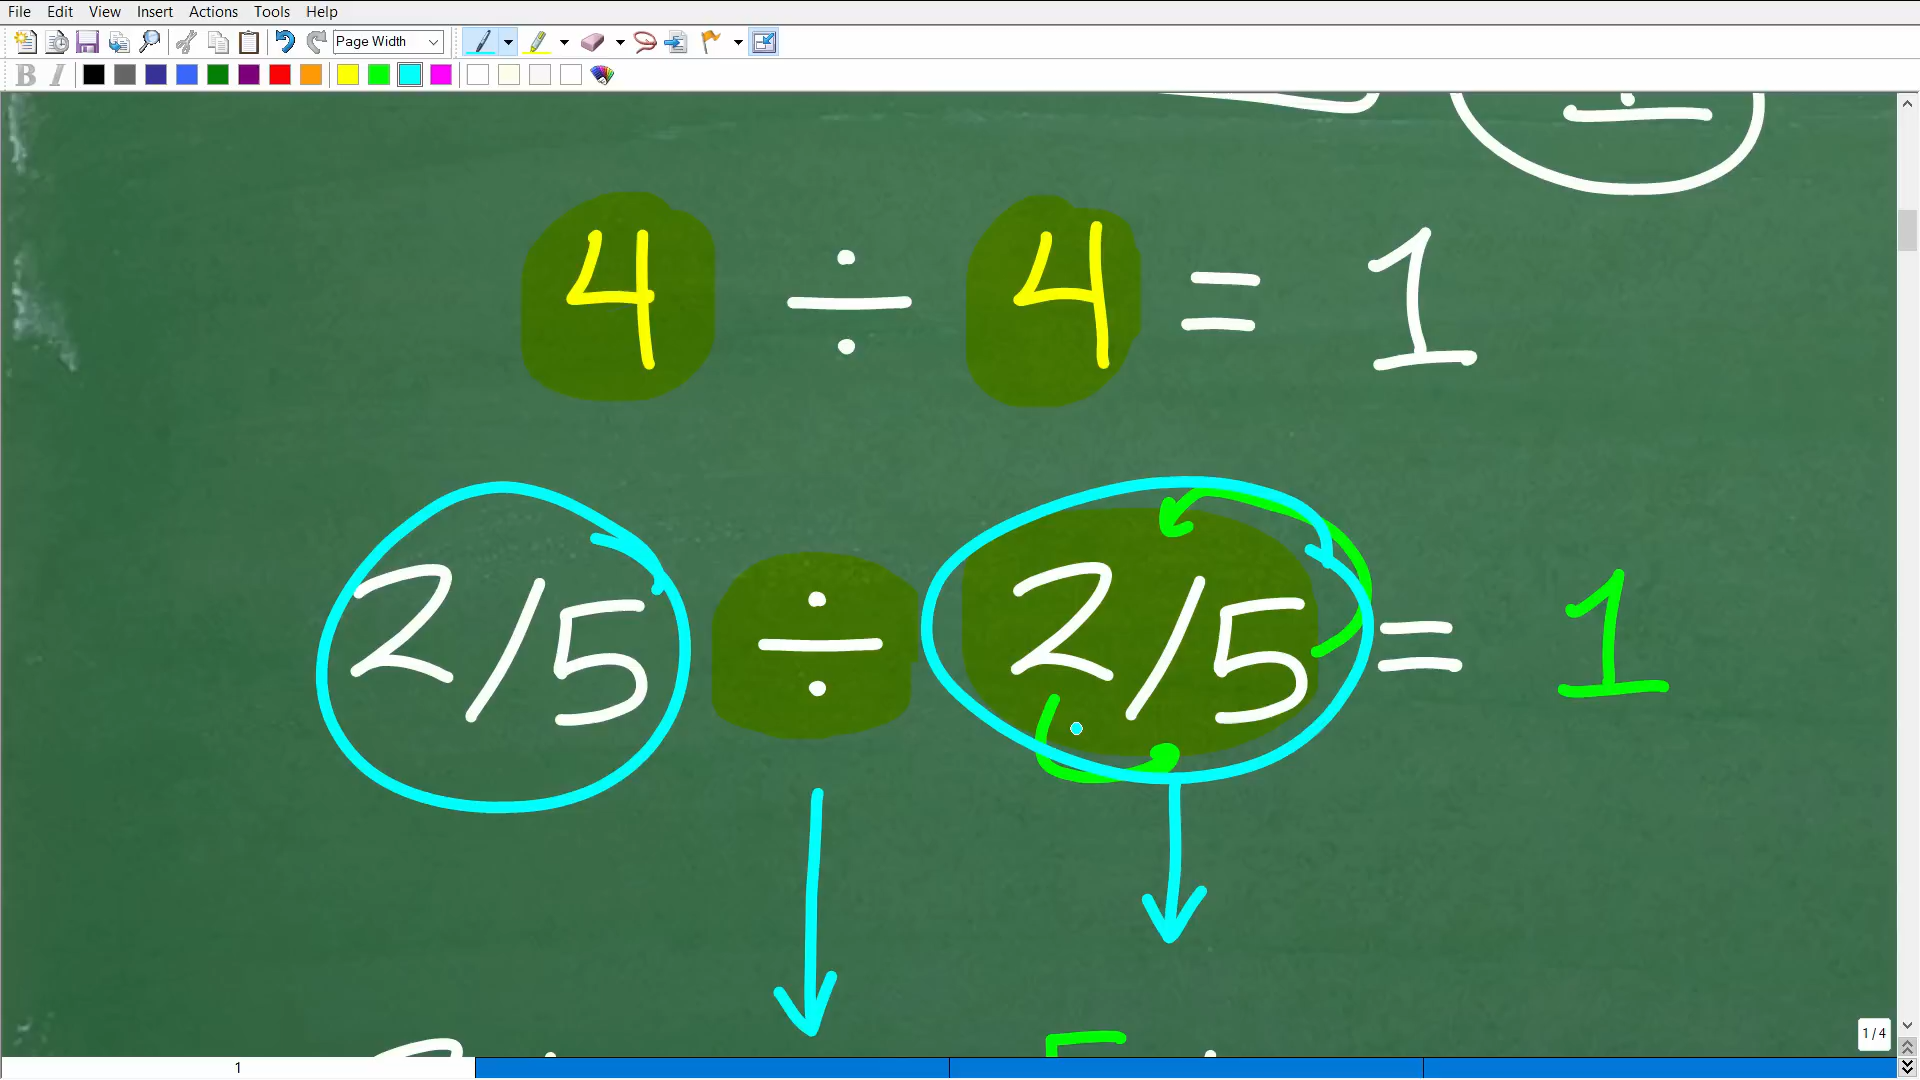 File Edit View Insert Actions Tools Help
Page Width
B I
4 ÷ 4 = 1
2/5 ÷ 2/5 = 1
1/4
1